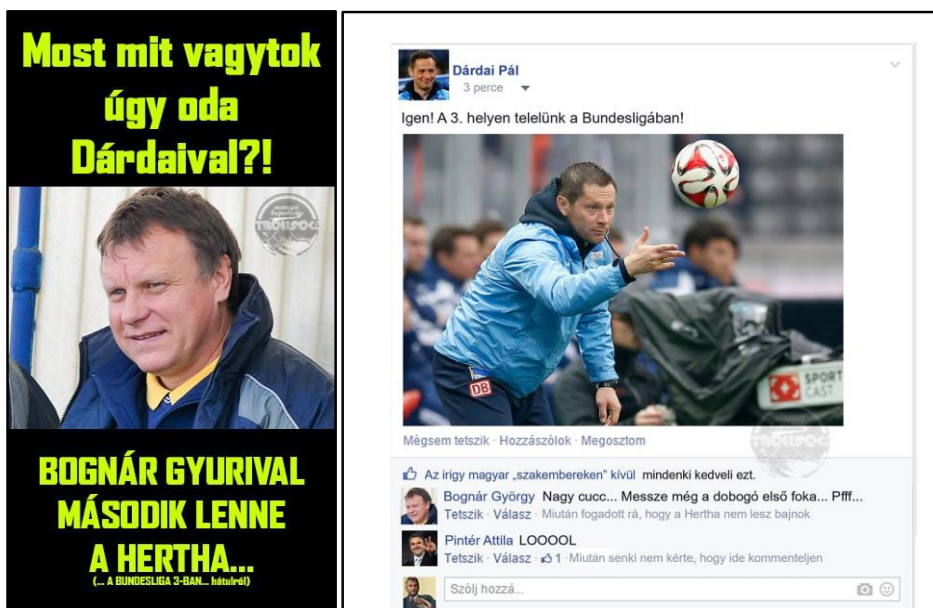 Most mit vagytok
úgy oda
Dárdaival?!
TROLLFOCI
BOGNÁR GYURIVAL
MÁSODIK LENNE
A HERTHA...
(... A BUNDESLIGA 3-BAN... hátulról)
Dárdai Pál
3 perce
Igen! A 3. helyen telelünk a Bundesligában!
DB
SPORT
CAST
TROLLFOCI
Mégsem tetszik · Hozzászólok · Megosztom
Az irigy magyar „szakembereken” kívül mindenki kedveli ezt.
Bognár György Nagy cucc... Messze még a dobogó első foka... Pfff...
Tetszik · Válasz · Miután fogadott rá, hogy a Hertha nem lesz bajnok
Pintér Attila LOOOOL
Tetszik · Válasz · 1 · Miután senki nem kérte, hogy ide kommenteljen
Szólj hozzá...